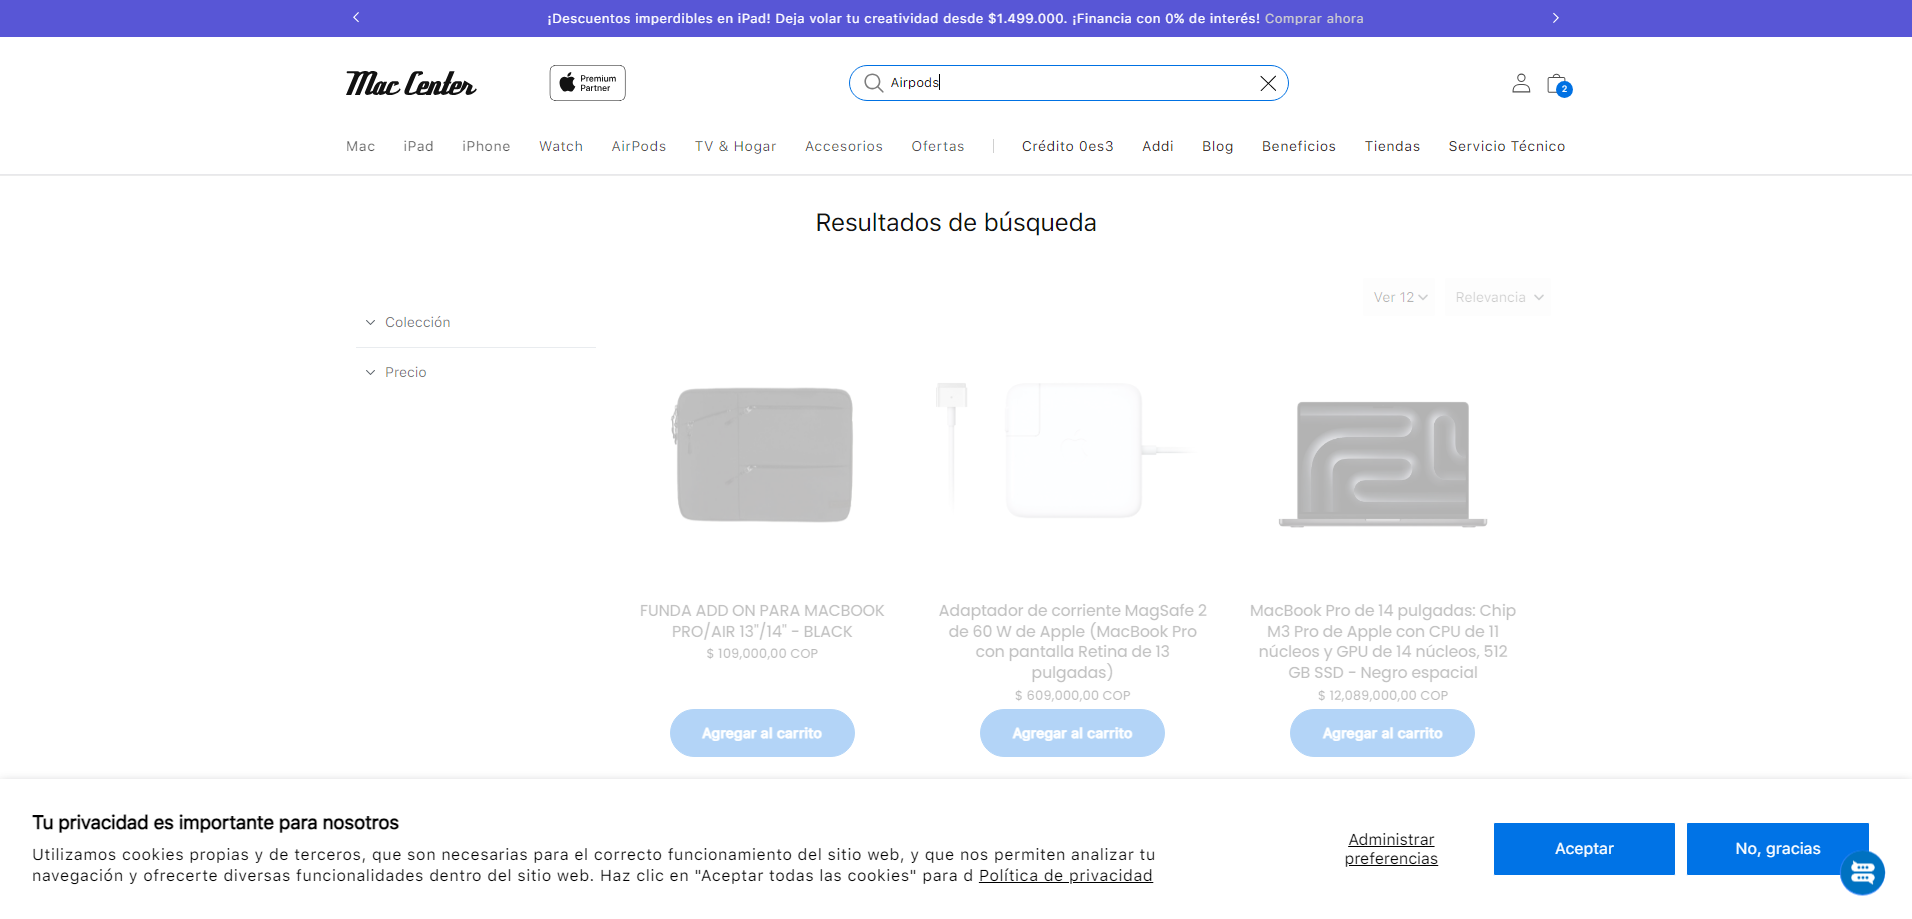 ¡Descuentos imperdibles en iPad! Deja volar tu creatividad desde $1.499.000. ¡Financia con 0% de interés! Comprar ahora
Mac Center
Premium
Partner
Airpods
2
Mac iPad iPhone Watch AirPods TV & Hogar Accesorios Ofertas Crédito 0es3 Addi Blog Beneficios Tiendas Servicio Técnico
Resultados de búsqueda
Ver 12 Relevancia
Colección
Precio
FUNDA ADD ON PARA MACBOOK
PRO/AIR 13"/14" - BLACK
$ 109,000,00 COP
Agregar al carrito
Adaptador de corriente MagSafe 2
de 60 W de Apple (MacBook Pro
con pantalla Retina de 13
pulgadas)
$ 609,000,00 COP
Agregar al carrito
MacBook Pro de 14 pulgadas: Chip
M3 Pro de Apple con CPU de 11
núcleos y GPU de 14 núcleos, 512
GB SSD - Negro espacial
$ 12,089,000,00 COP
Agregar al carrito
Tu privacidad es importante para nosotros
Utilizamos cookies propias y de terceros, que son necesarias para el correcto funcionamiento del sitio web, y que nos permiten analizar tu
navegación y ofrecerte diversas funcionalidades dentro del sitio web. Haz clic en "Aceptar todas las cookies" para d Política de privacidad
Administrar
preferencias
Aceptar
No, gracias